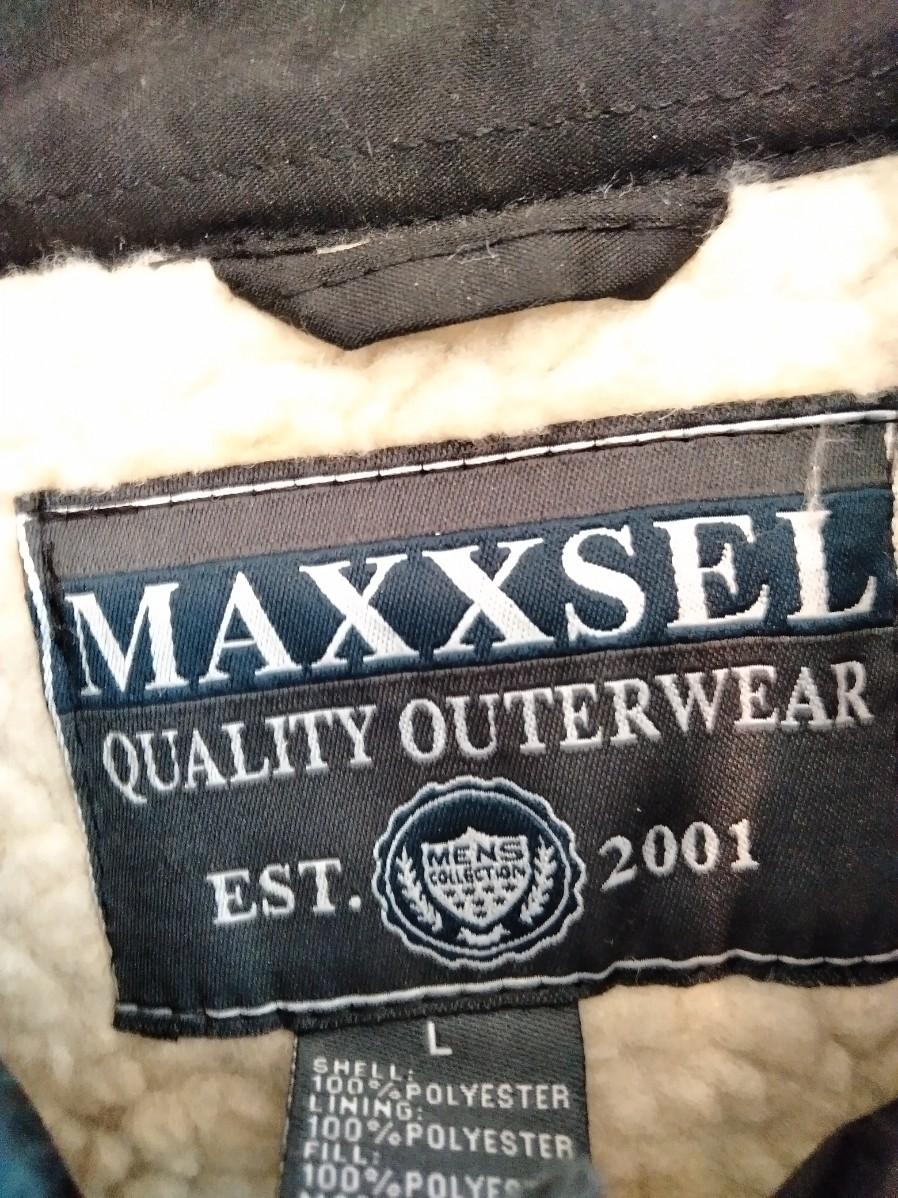 MAXXSEL
QUALITY OUTERWEAR
EST. 2001
MENS
COLLECTION
L
SHELL:
100%POLYESTER
LINING:
100%POLYESTER
FILL: